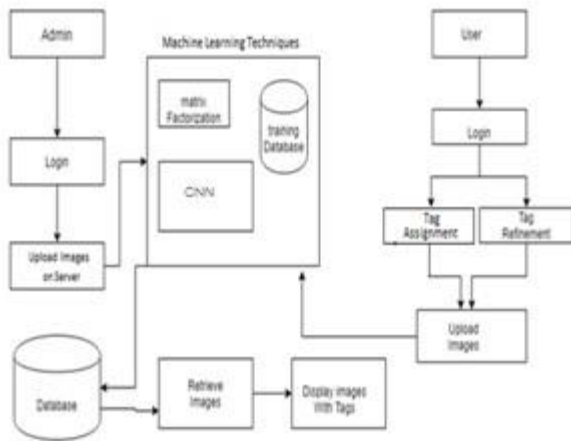 Admin
Machine Learning Techniques
User
matrix
Factorization
training
Database
Login
Login
CNN
Tag
Assignment
Tag
Refinement
Upload Images
on Server
Upload
Images
Database
Retrieve
Images
Display images
With Tags